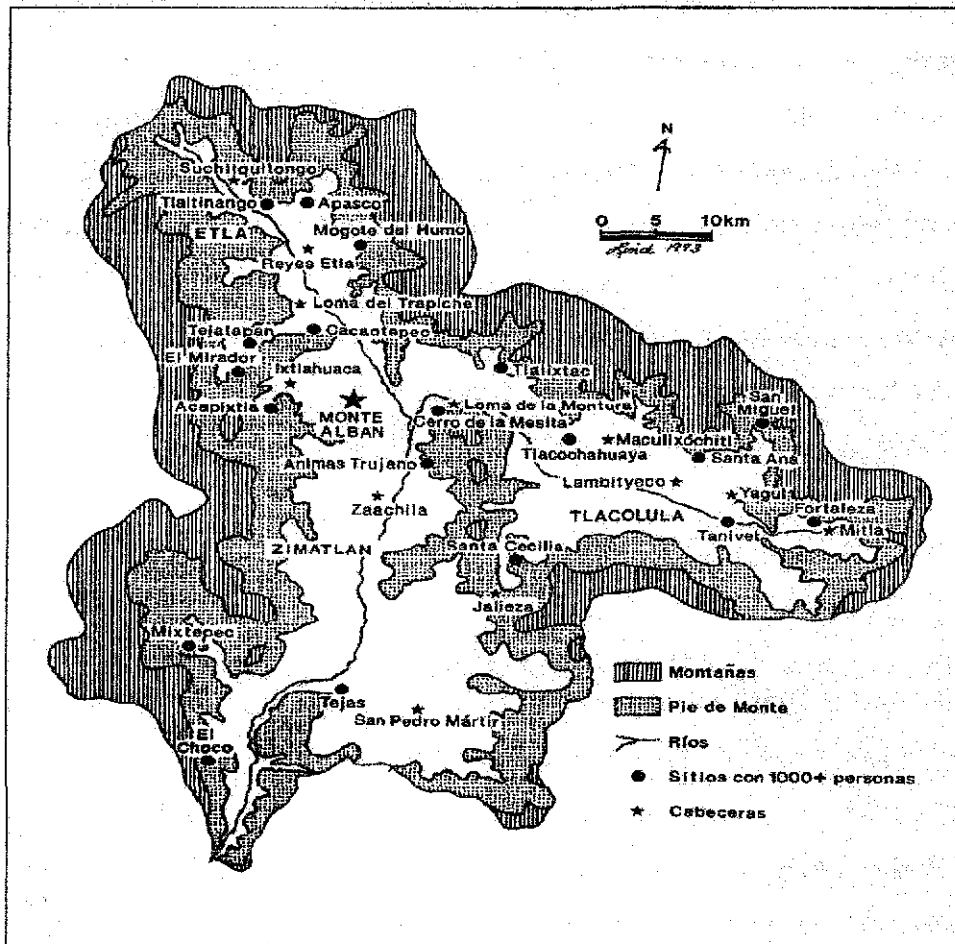 N
0 5 10km
1993
Suchilquitongo
Tlaltinango
Apasco
ETLA
Mogote del Humo
Reyes Etla
Loma del Trapiche
Tejatepan
Cacaotepec
El Mirador
Ixtlahuaca
Tlalixtac
Acapixtla
MONTE
ALBAN
Loma de la Montura
Cerro de la Mesita
San
Miguel
Macuilxóchitl
Tlacochahuaya
Santa Ana
Animas Trujano
Lambityeco
Yagul
Zaachila
TLACOLULA
Fortaleza
Tanivet
Mitla
ZIMATLAN
Santa Cecilia
Jalieza
Mixtepec
Tejas
San Pedro Mártir
El
Choco
Montañas
Pie de Monte
Ríos
Sitios con 1000+ personas
Cabeceras